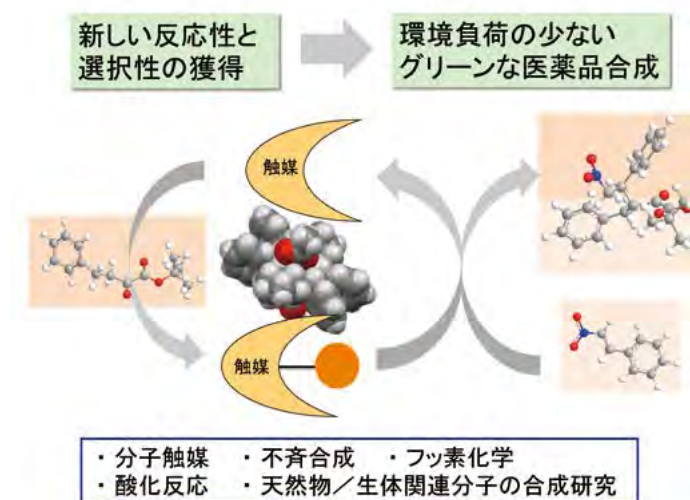 新しい反応性と
選択性の獲得
環境負荷の少ない
グリーンな医薬品合成
触媒
触媒
・分子触媒 ・不斉合成 ・フッ素化学
・酸化反応 ・天然物／生体関連分子の合成研究